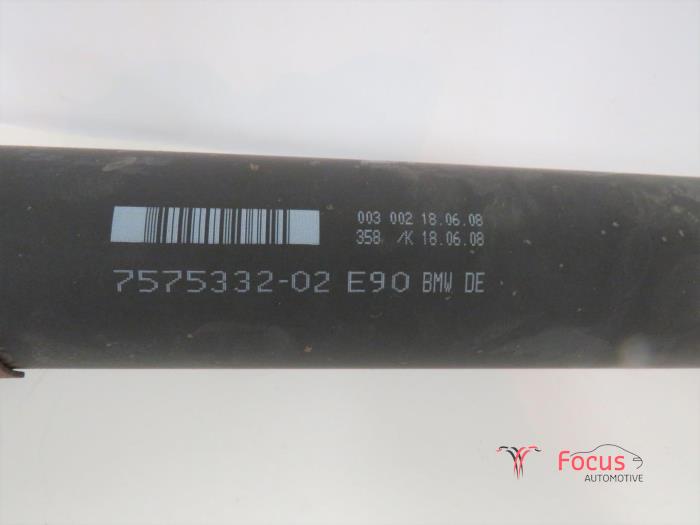 003 002 18.06.08
358 /K 18.06.08
7575332-02 E90 BMW DE
Focus
AUTOMOTIVE